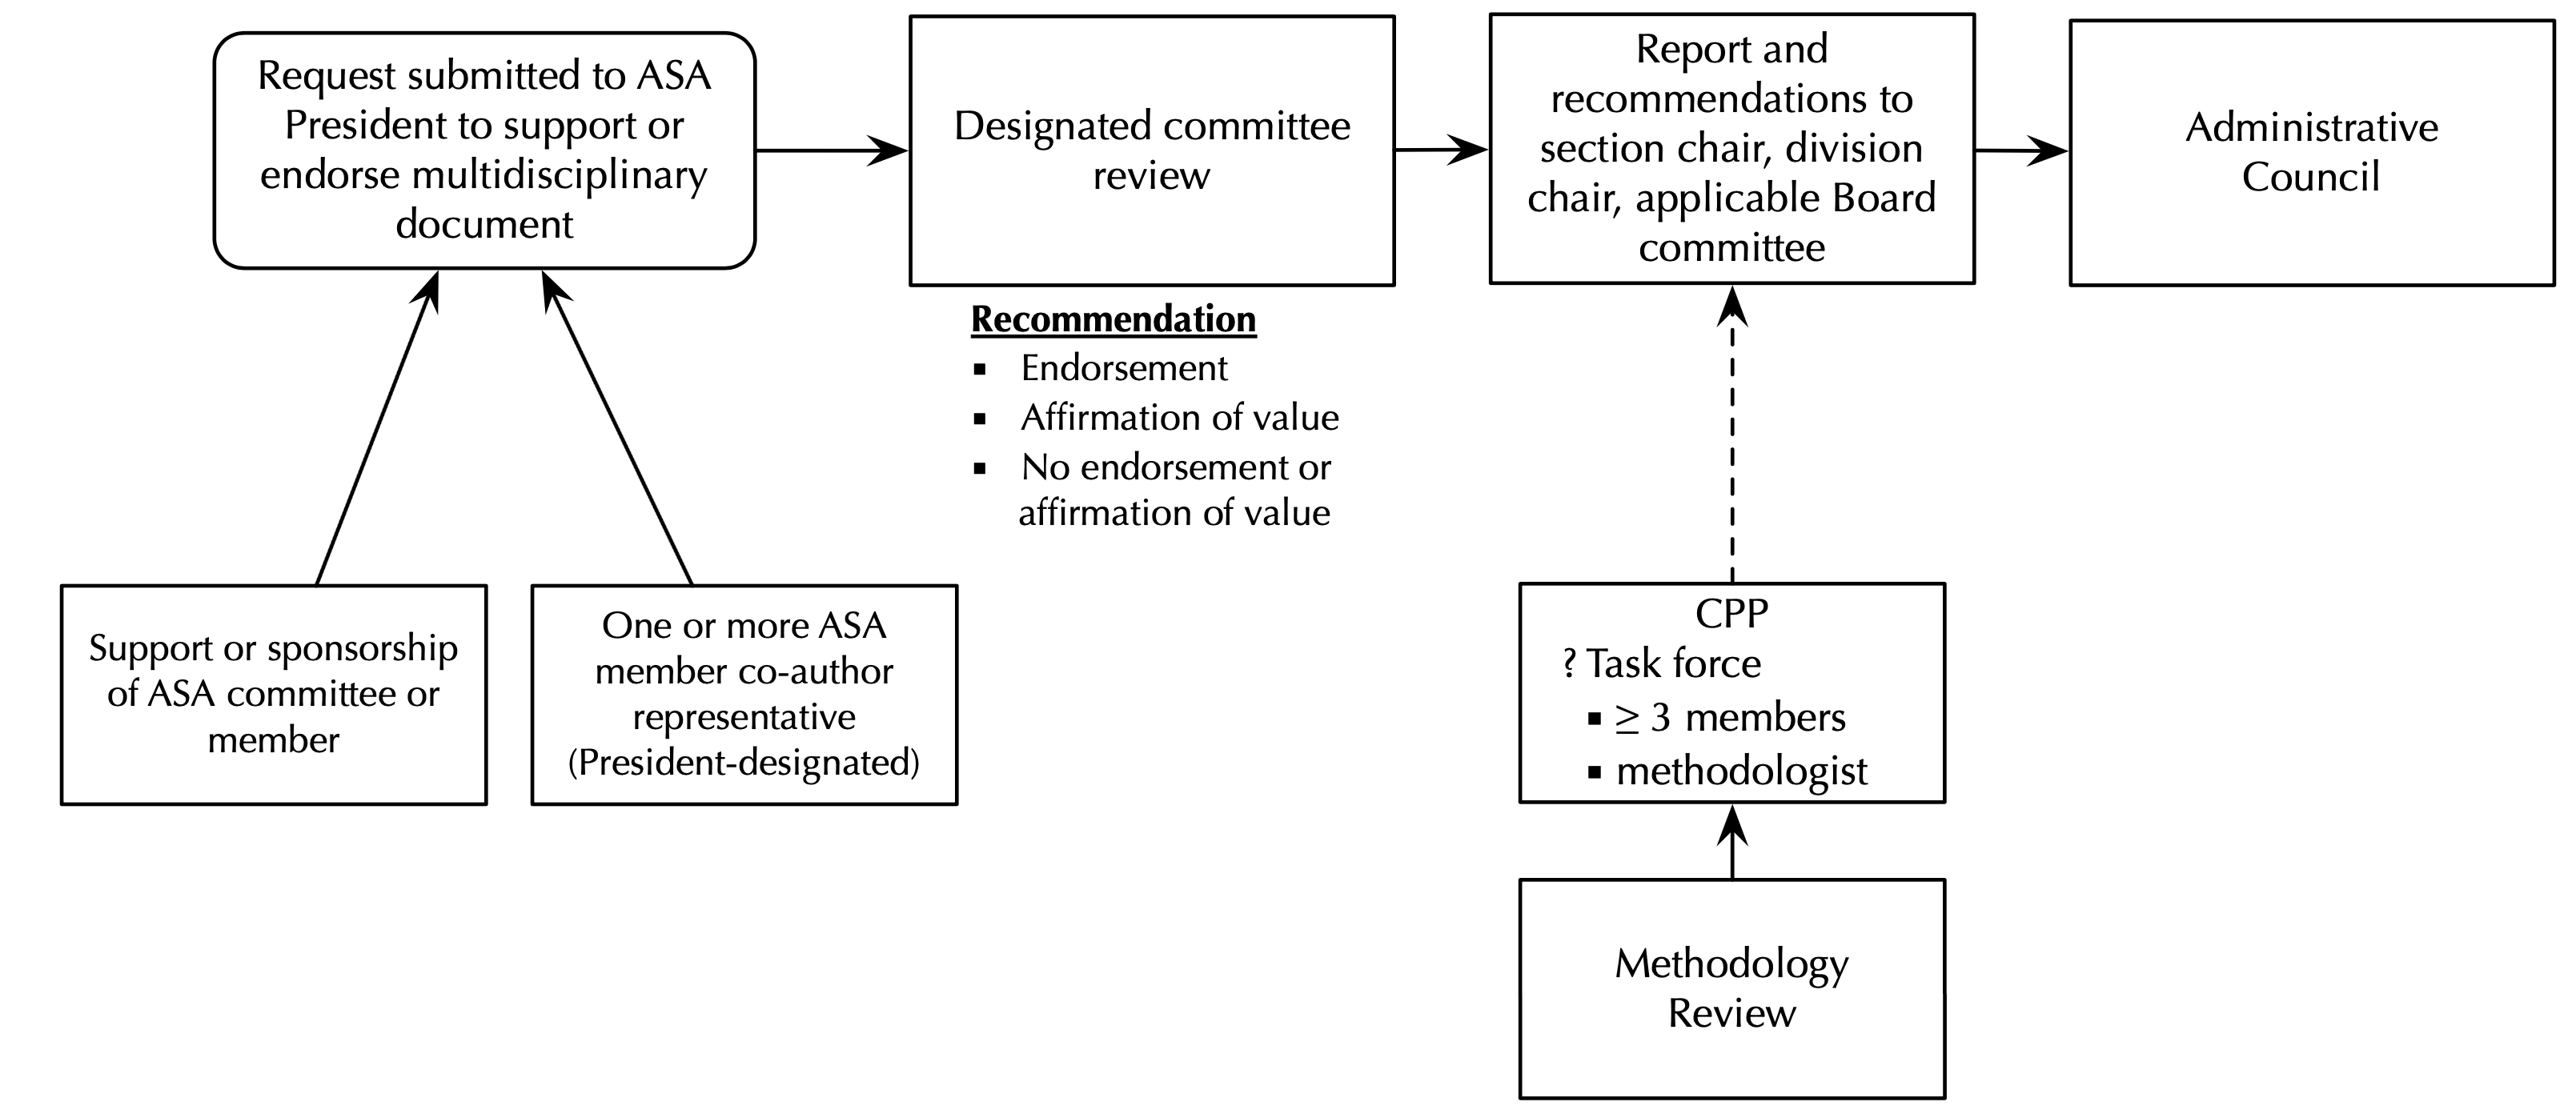 Request submitted to ASA
President to support or
endorse multidisciplinary
document
Designated committee
review
Report and
recommendations to
section chair, division
chair, applicable Board
committee
Administrative
Council
Recommendation
▪ Endorsement
▪ Affirmation of value
▪ No endorsement or
affirmation of value
Support or sponsorship
of ASA committee or
member
One or more ASA
member co-author
representative
(President-designated)
CPP
? Task force
▪ ≥ 3 members
▪ methodologist
Methodology
Review